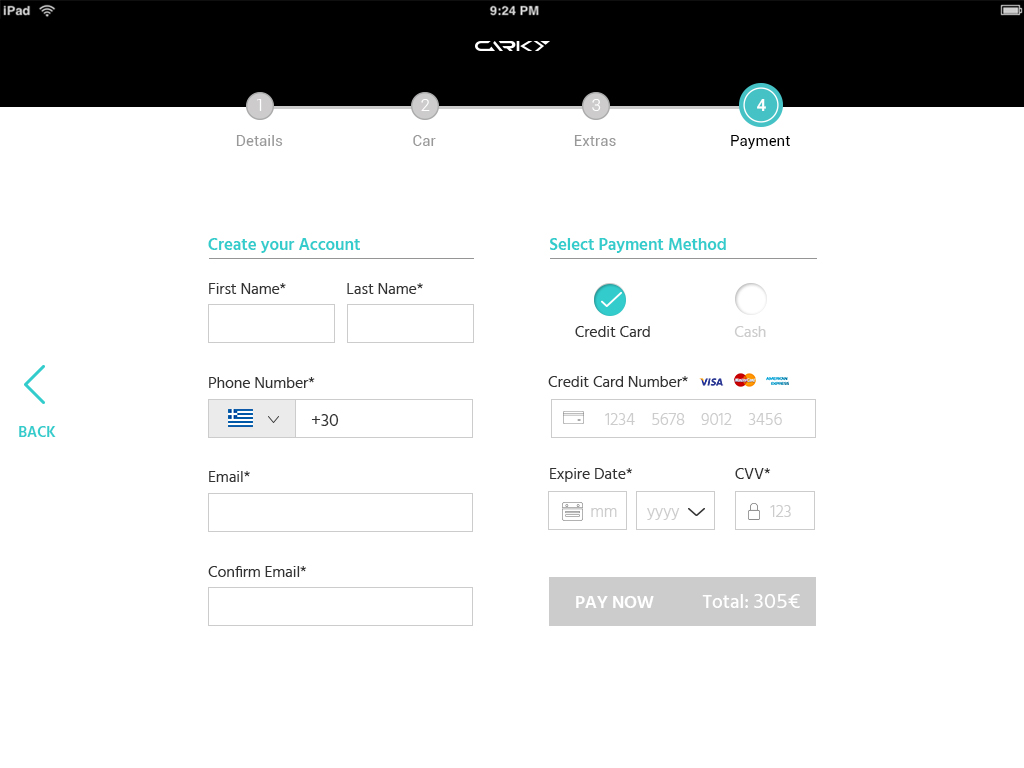 iPad 9:24 PM
CARKY
1 2 3 4
Details Car Extras Payment
Create your Account
First Name* Last Name*
Phone Number*
+30
Email*
Confirm Email*
BACK
Select Payment Method
Credit Card Cash
Credit Card Number* VISA MasterCard AMERICAN EXPRESS
1234 5678 9012 3456
Expire Date* CVV*
mm yyyy 123
PAY NOW Total: 305€